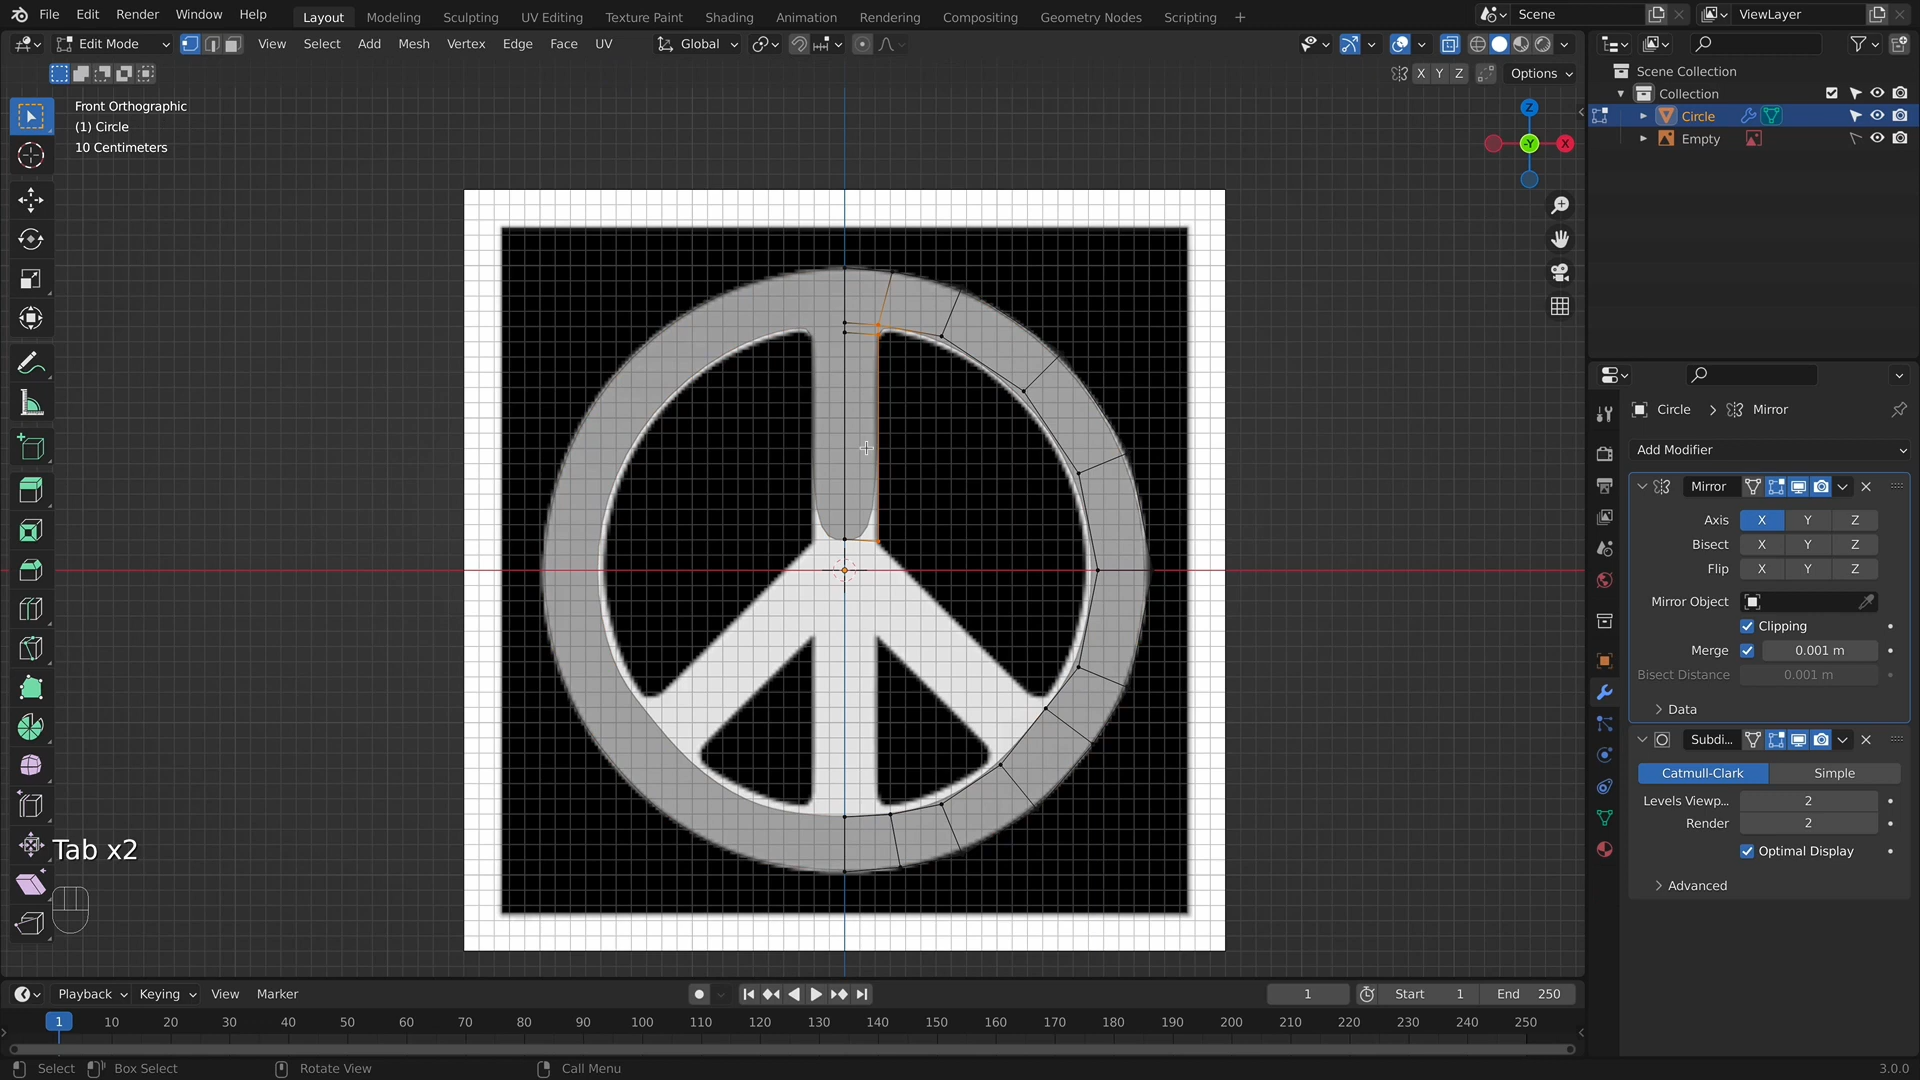 File Edit Render Window Help Layout Modeling Sculpting UV Editing Texture Paint Shading Animation Rendering Compositing Geometry Nodes Scripting + Scene ViewLayer
Edit Mode View Select Add Mesh Vertex Edge Face UV Global
X Y Z Options
Front Orthographic
(1) Circle
10 Centimeters
Z
-Y
X
Tab x2
Scene Collection
Collection
Circle
Empty
Circle > Mirror
Add Modifier
Mirror
Axis X Y Z
Bisect X Y Z
Flip X Y Z
Mirror Object
Clipping
Merge 0.001 m
Bisect Distance 0.001 m
Data
Subdi...
Catmull-Clark Simple
Levels Viewp... 2
Render 2
Optimal Display
Advanced
Playback Keying View Marker 1 Start 1 End 250
1 10 20 30 40 50 60 70 80 90 100 110 120 130 140 150 160 170 180 190 200 210 220 230 240 250
Select Box Select Rotate View Call Menu 3.0.0